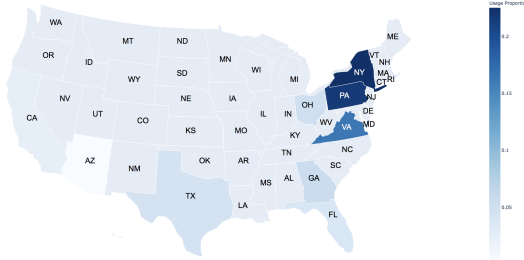 Usage Proportio
WA
ME
MT
ND
VT
OR
MN
NH
ID
SD
WI
NY
MA
CT
RI
WY
MI
PA
NJ
NE
IA
OH
NV
DE
UT
IL
IN
CO
WV
VA
MD
CA
KS
MO
KY
NC
TN
AZ
OK
AR
NM
SC
MS
AL
GA
TX
LA
FL
0.2
0.15
0.1
0.05